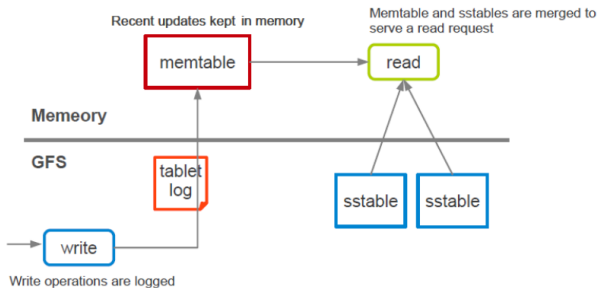 Recent updates kept in memory
Memtable and sstables are merged to
serve a read request
memtable
read
Memeory
GFS
tablet
log
sstable
sstable
write
Write operations are logged